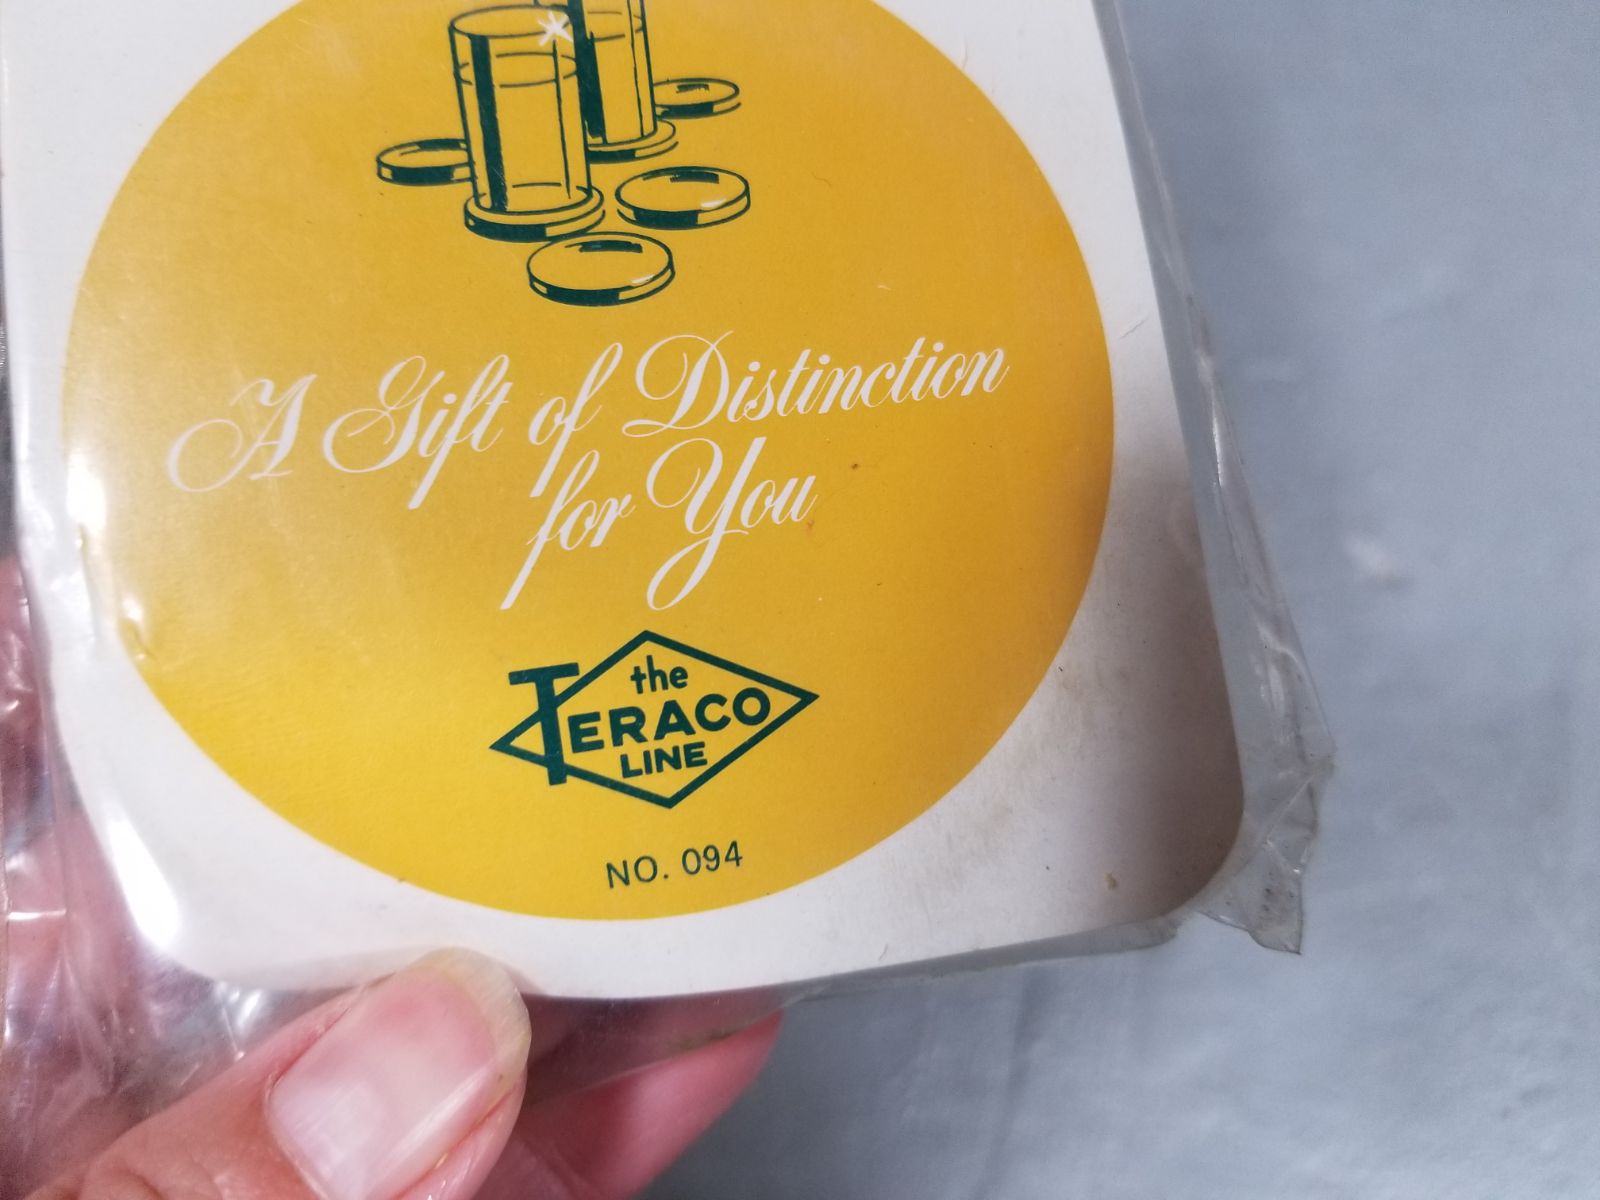 A Gift of Distinction
for You
the
TERACO
LINE
NO. 094